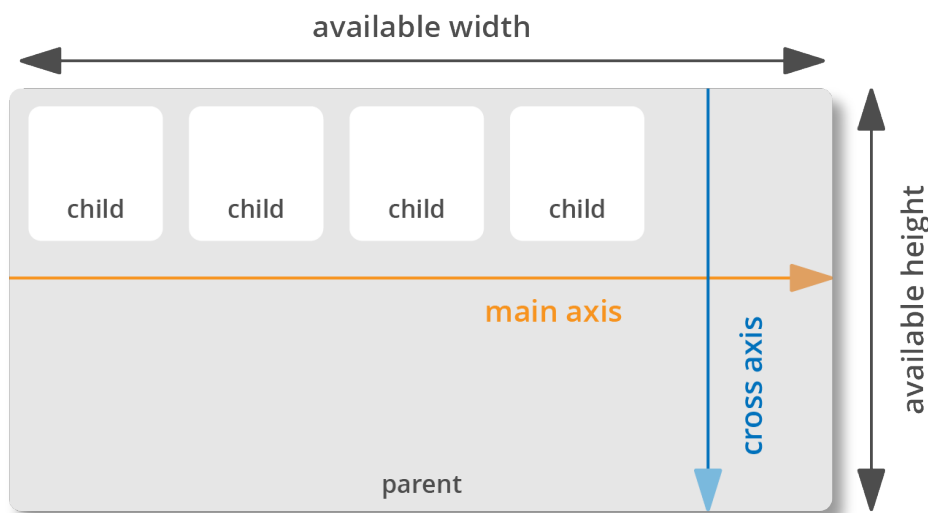 available width
child
child
child
child
main axis
cross axis
available height
parent